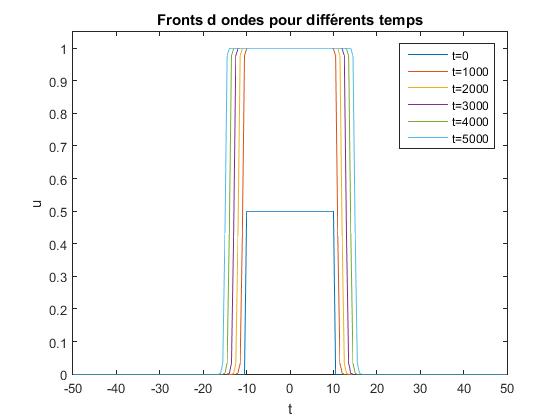 Fronts d ondes pour différents temps
1
0.9
0.8
0.7
0.6
0.5
0.4
0.3
0.2
0.1
0
u
-50 -40 -30 -20 -10 0 10 20 30 40 50
t
t=0
t=1000
t=2000
t=3000
t=4000
t=5000